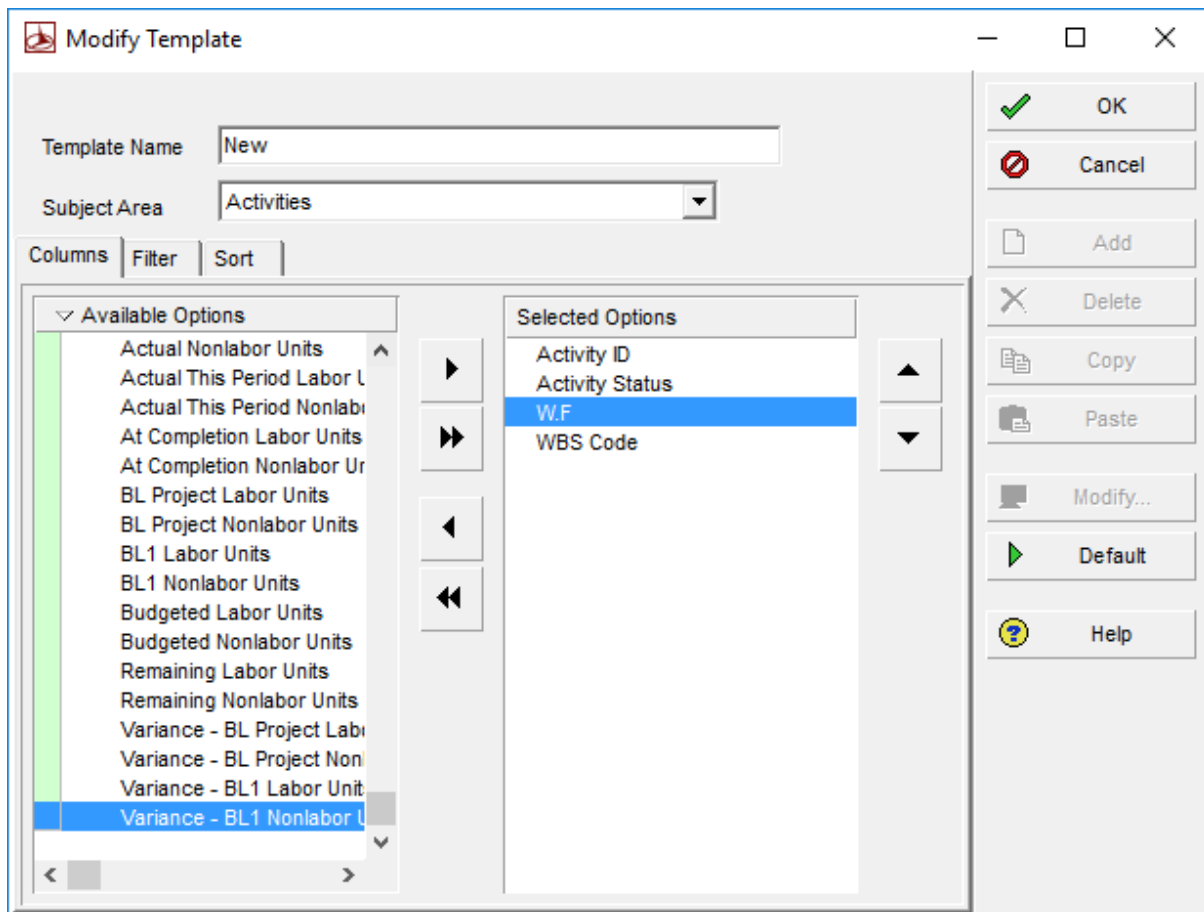 Modify Template
Template Name New
Subject Area Activities
Columns Filter Sort
Available Options
Actual Nonlabor Units
Actual This Period Labor U
Actual This Period Nonlab
At Completion Labor Units
At Completion Nonlabor Un
BL Project Labor Units
BL Project Nonlabor Units
BL1 Labor Units
BL1 Nonlabor Units
Budgeted Labor Units
Budgeted Nonlabor Units
Remaining Labor Units
Remaining Nonlabor Units
Variance - BL Project Labo
Variance - BL Project Non
Variance - BL1 Labor Unit
Variance - BL1 Nonlabor U
Selected Options
Activity ID
Activity Status
W.F
WBS Code
OK
Cancel
Add
Delete
Copy
Paste
Modify...
Default
Help